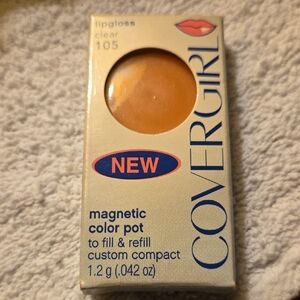 lipgloss
clear
105
COVERGIRL
NEW
magnetic
color pot
to fill & refill
custom compact
1.2 g (.042 oz)